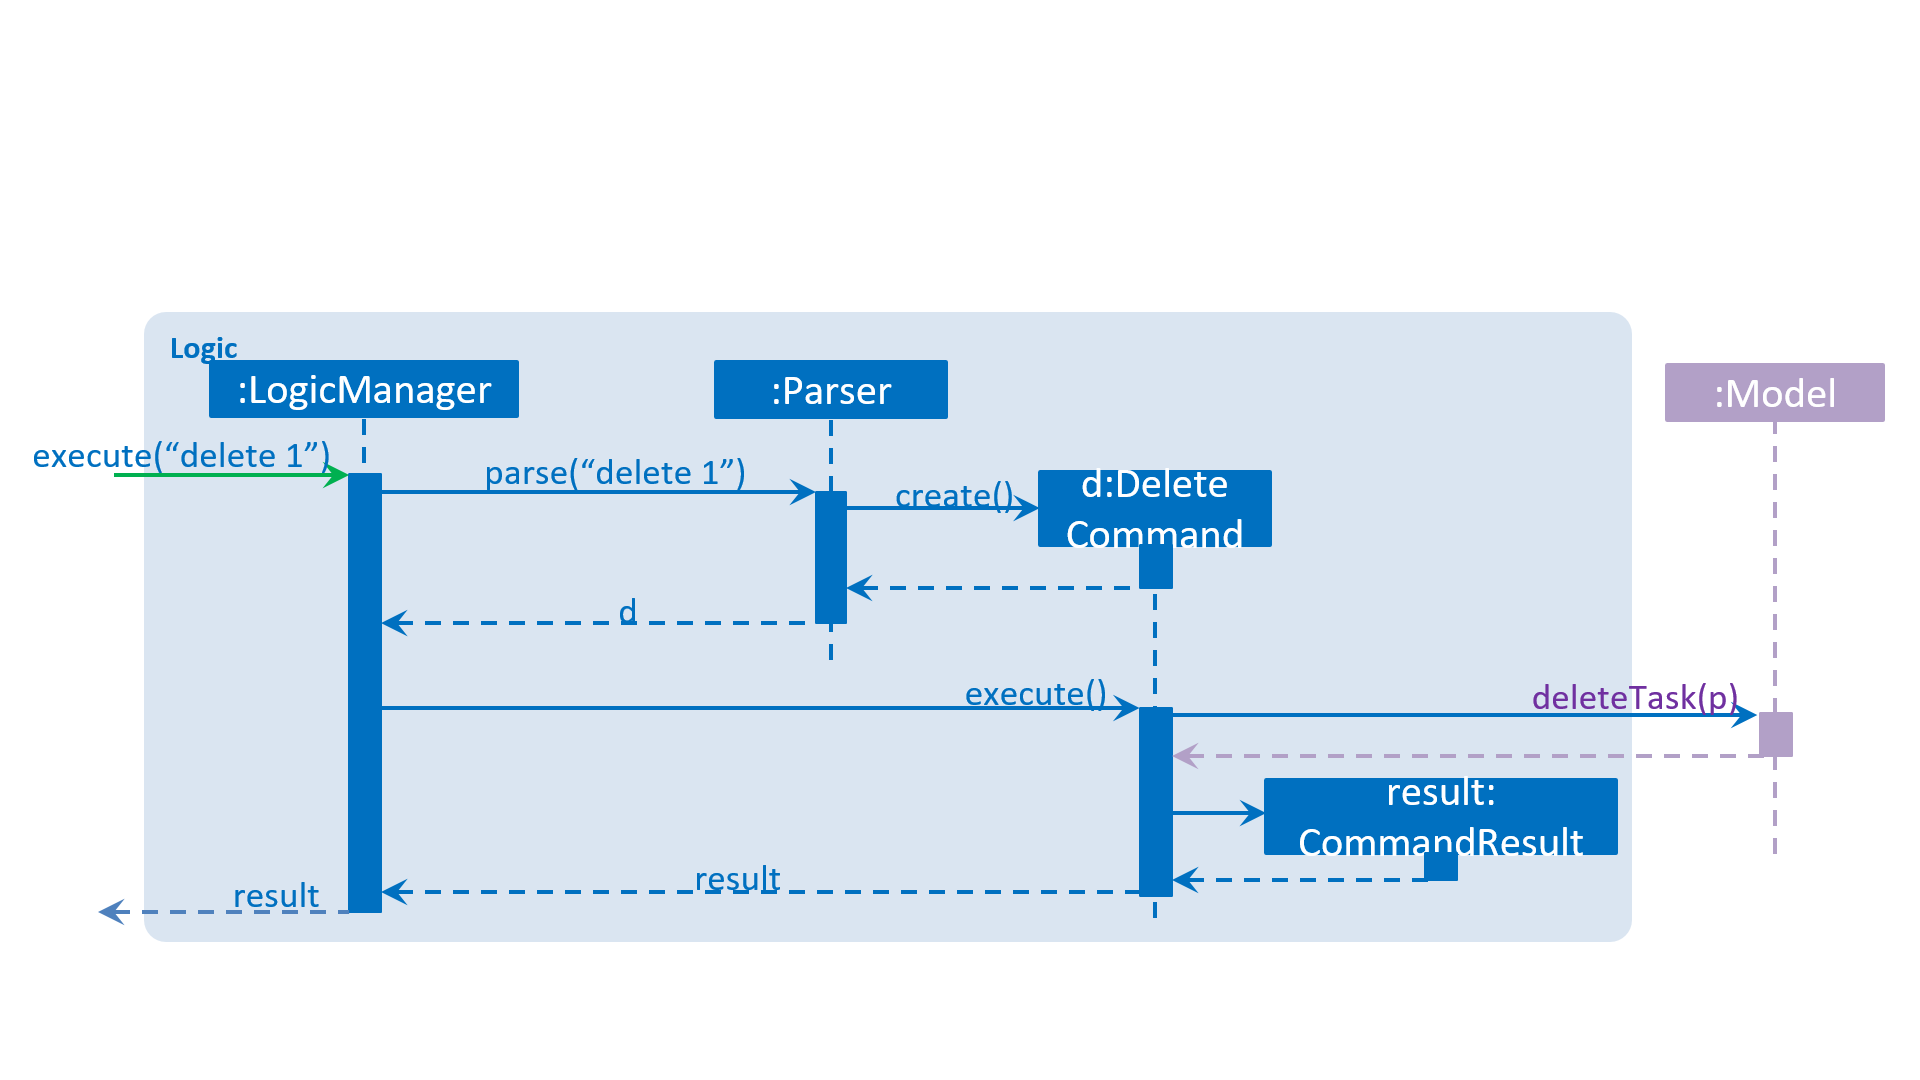 Logic
:LogicManager
:Parser
:Model
execute(“delete 1”)
parse(“delete 1”)
create()
d:Delete
Command
d
execute()
deleteTask(p)
result:
CommandResult
result
result